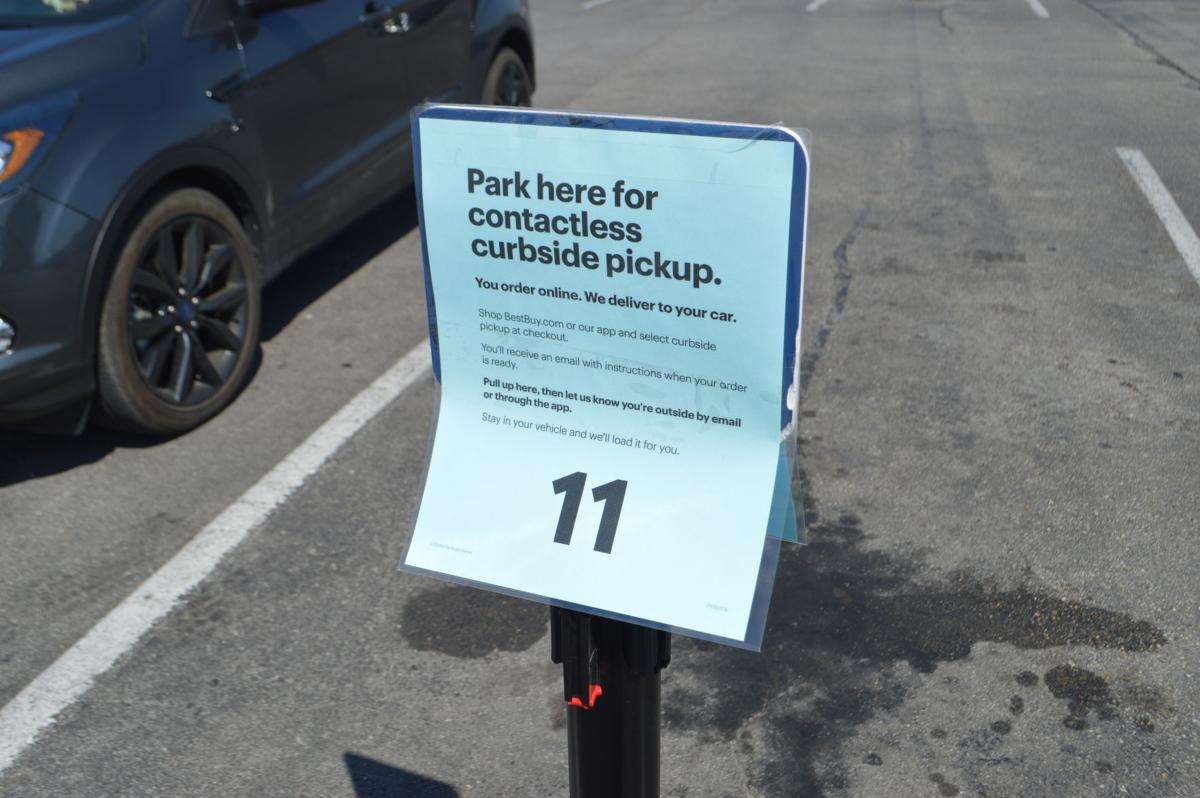 Park here for
contactless
curbside pickup.
You order online. We deliver to your car.
Shop BestBuy.com or our app and select curbside
pickup at checkout.
You'll receive an email with instructions when your order
is ready.
Pull up here, then let us know you're outside by email
or through the app.
Stay in your vehicle and we'll load it for you.
11